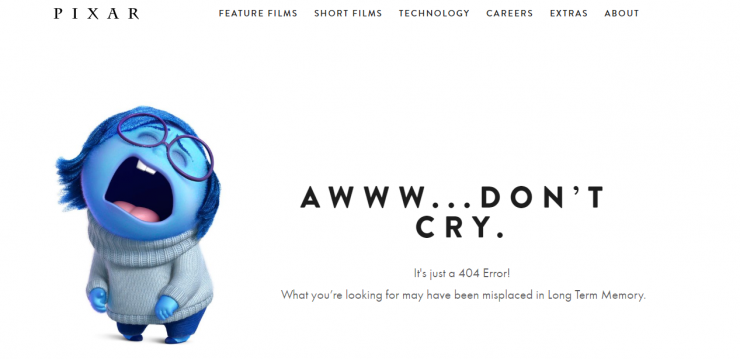 PIXAR
FEATURE FILMS SHORT FILMS TECHNOLOGY CAREERS EXTRAS ABOUT
AWWW...DON’T
CRY.
It's just a 404 Error!
What you’re looking for may have been misplaced in Long Term Memory.